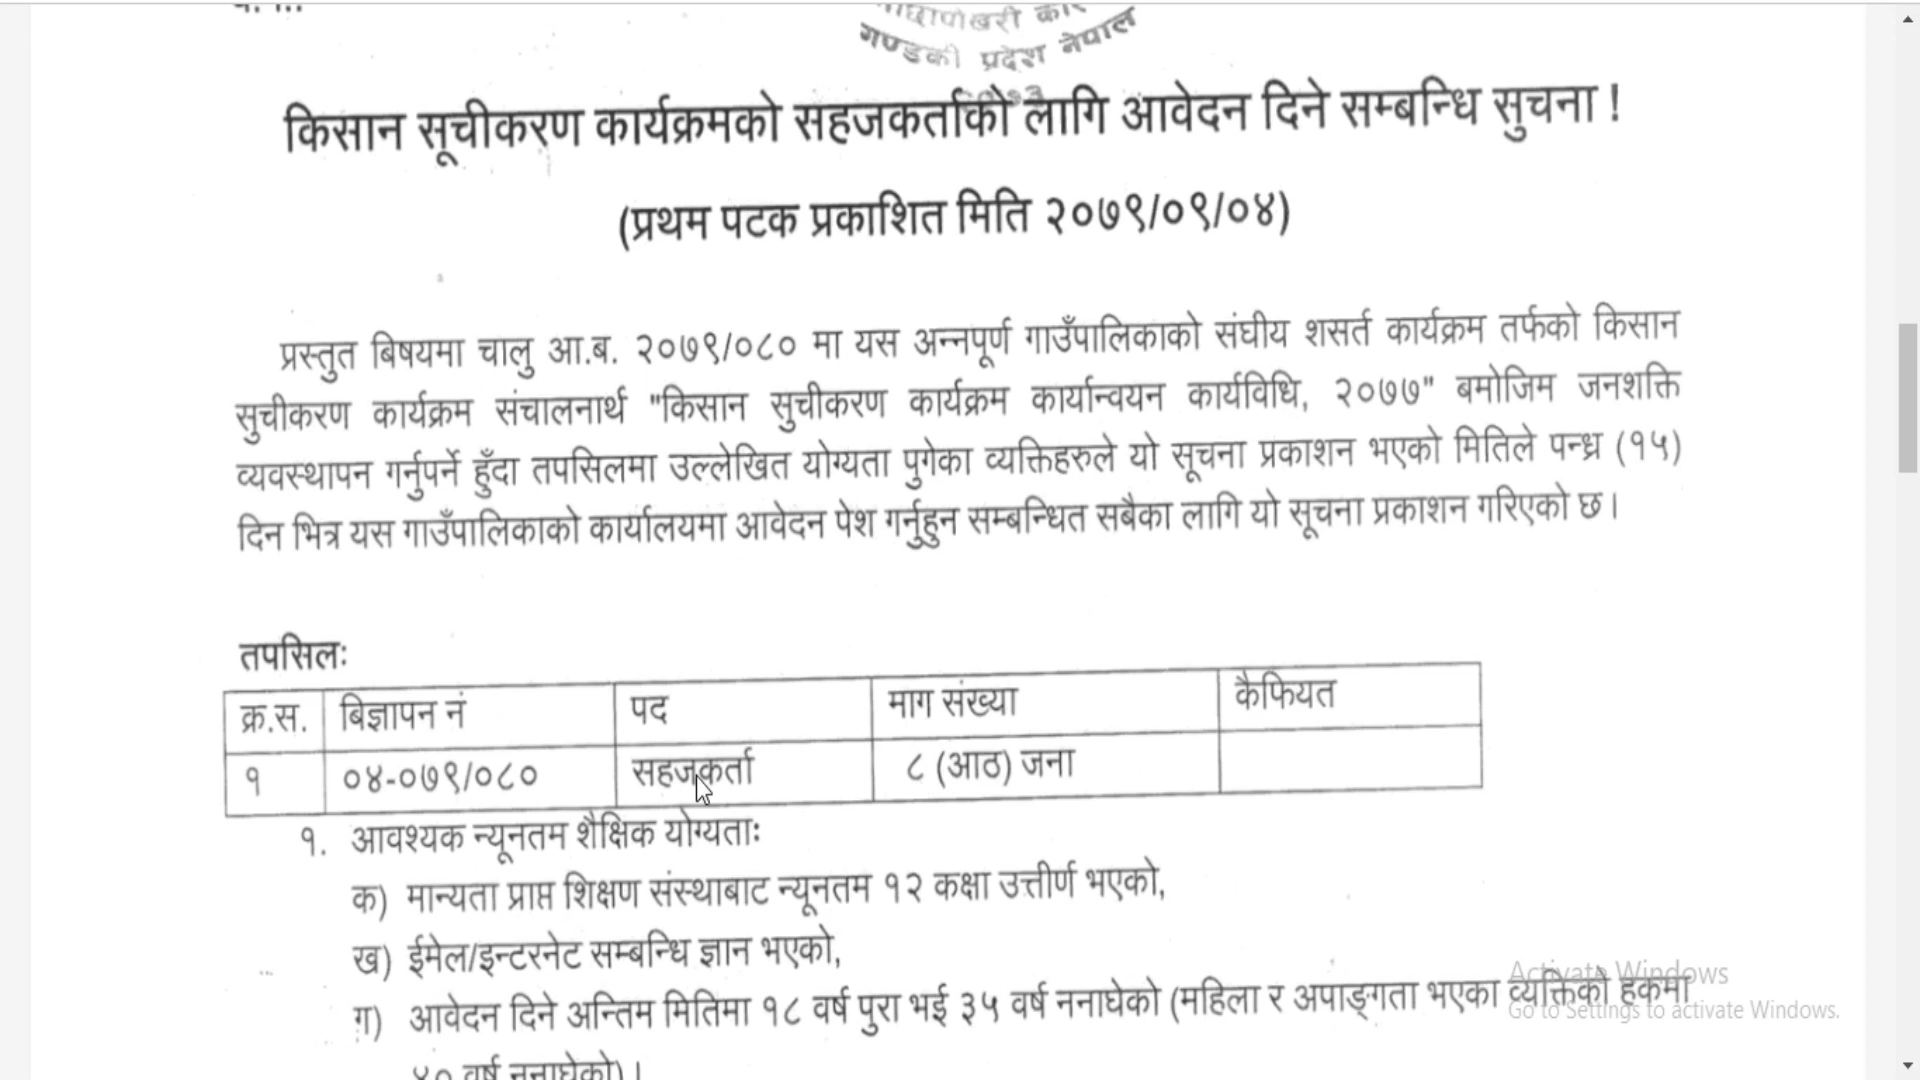 गण्डकी प्रदेश नेपाल
किसान सूचीकरण कार्यक्रमको सहजकर्ताको लागि आवेदन दिने सम्बन्धि सुचना !
(प्रथम पटक प्रकाशित मिति २०७९/०९/०४)
प्रस्तुत बिषयमा चालु आ.ब. २०७९/०८० मा यस अन्नपूर्ण गाउँपालिकाको संघीय शसर्त कार्यक्रम तर्फको किसान
सुचीकरण कार्यक्रम संचालनार्थ "किसान सुचीकरण कार्यक्रम कार्यान्वयन कार्यविधि, २०७७" बमोजिम जनशक्ति
व्यवस्थापन गर्नुपर्ने हुँदा तपसिलमा उल्लेखित योग्यता पुगेका व्यक्तिहरुले यो सूचना प्रकाशन भएको मितिले पन्ध्र (१५)
दिन भित्र यस गाउँपालिकाको कार्यालयमा आवेदन पेश गर्नुहुन सम्बन्धित सबैका लागि यो सूचना प्रकाशन गरिएको छ।
तपसिलः
क्र.स. बिज्ञापन नं पद माग संख्या कैफियत
१ ०४-०७९/०८० सहजकर्ता ८ (आठ) जना
१. आवश्यक न्यूनतम शैक्षिक योग्यताः
क) मान्यता प्राप्त शिक्षण संस्थाबाट न्यूनतम १२ कक्षा उत्तीर्ण भएको,
ख) ईमेल/इन्टरनेट सम्बन्धि ज्ञान भएको,
ग) आवेदन दिने अन्तिम मितिमा १८ वर्ष पुरा भई ३५ वर्ष ननाघेको (महिला र अपाङ्गता भएका व्यक्तिको हकमा
४० वर्ष ननाघेको)।
Activate Windows
Go to Settings to activate Windows.